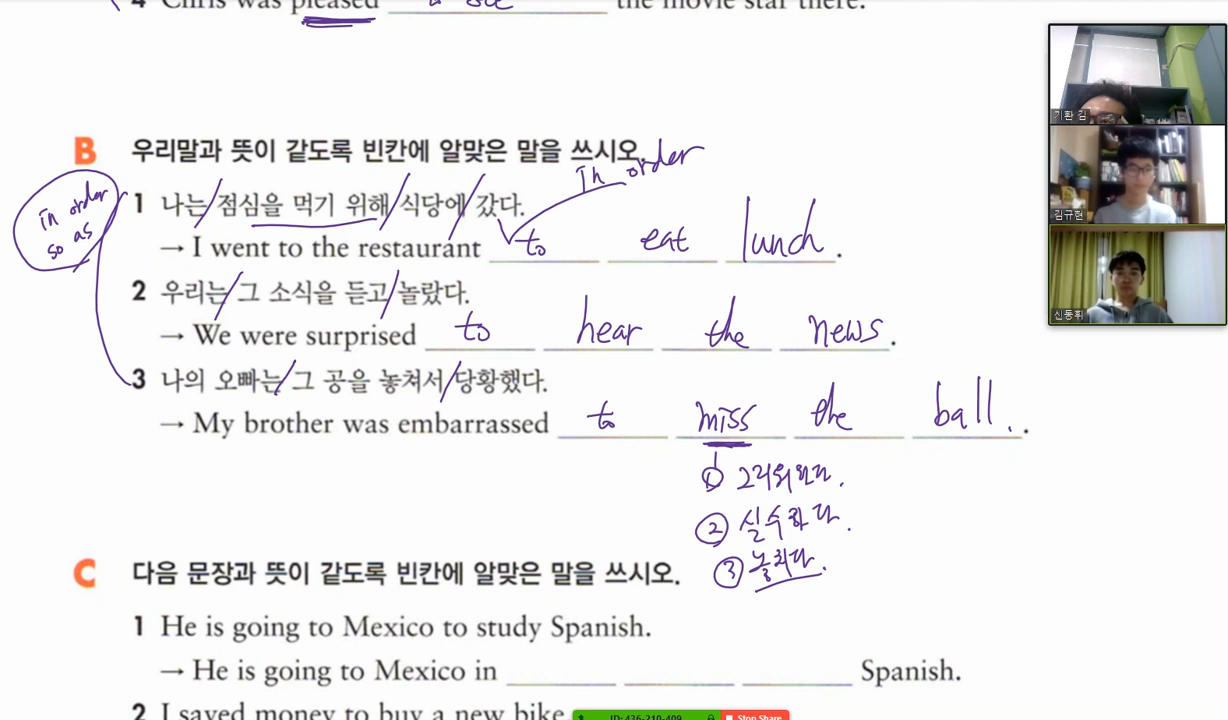 4 Chris was pleased to see the movie star there.
B 우리말과 뜻이 같도록 빈칸에 알맞은 말을 쓰시오.
in order
in order
so as
1 나는/점심을 먹기 위해/식당에/갔다.
→ I went to the restaurant to eat lunch.
2 우리는/그 소식을 듣고/놀랐다.
→ We were surprised to hear the news.
3 나의 오빠는/그 공을 놓쳐서/당황했다.
→ My brother was embarrassed to miss the ball.
① 그리워하다.
② 실수하다.
③ 놓치다.
C 다음 문장과 뜻이 같도록 빈칸에 알맞은 말을 쓰시오.
1 He is going to Mexico to study Spanish.
→ He is going to Mexico in Spanish.
2 I saved money to buy a new bike.
기환 김
김규현
신동휘
ID: 436-210-409
Stop Share